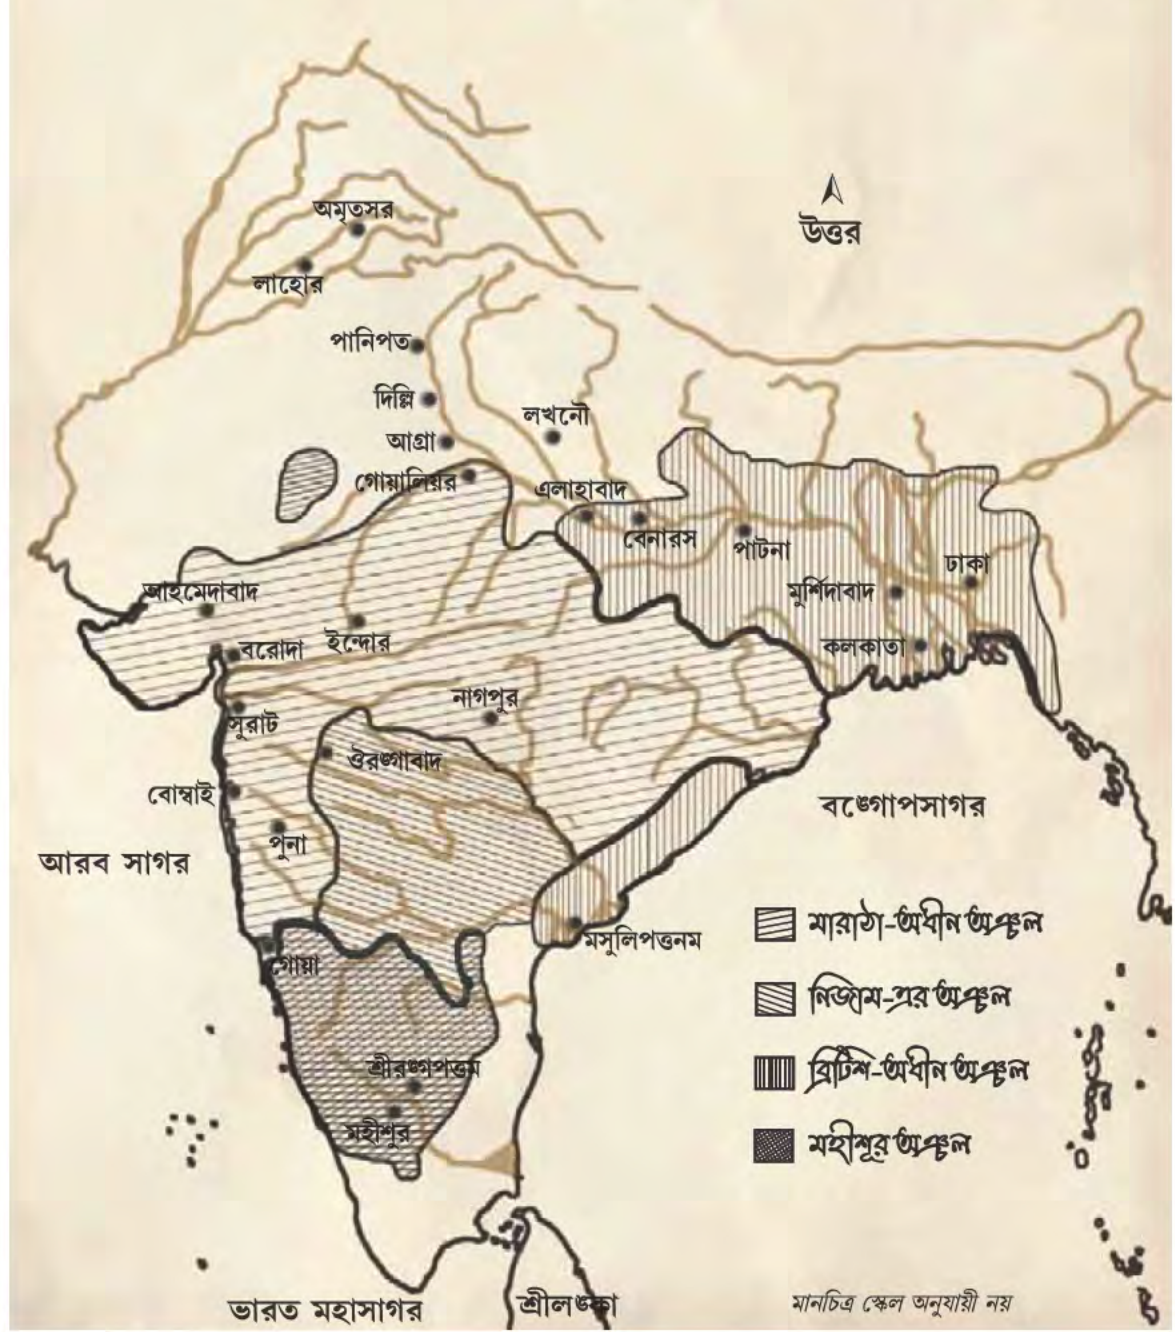 উত্তর
অমৃতসর
লাহোর
পানিপত
দিল্লি
লখনৌ
আগ্রা
গোয়ালিয়র
এলাহাবাদ
বেনারস
পাটনা
ঢাকা
আহমেদাবাদ
মুর্শিদাবাদ
ইন্দোর
বরোদা
কলকাতা
নাগপুর
সুরাট
ঔরঙ্গাবাদ
বোম্বাই
বঙ্গোপসাগর
পুনা
আরব সাগর
মারাঠা-অধীন অঞ্চল
মসুলিপত্তনম
গোয়া
নিজাম-এর অঞ্চল
শ্রীরঙ্গপত্তম
ব্রিটিশ-অধীন অঞ্চল
মহীশুর
মহীশূর অঞ্চল
ভারত মহাসাগর
শ্রীলঙ্কা
মানচিত্র স্কেল অনুযায়ী নয়